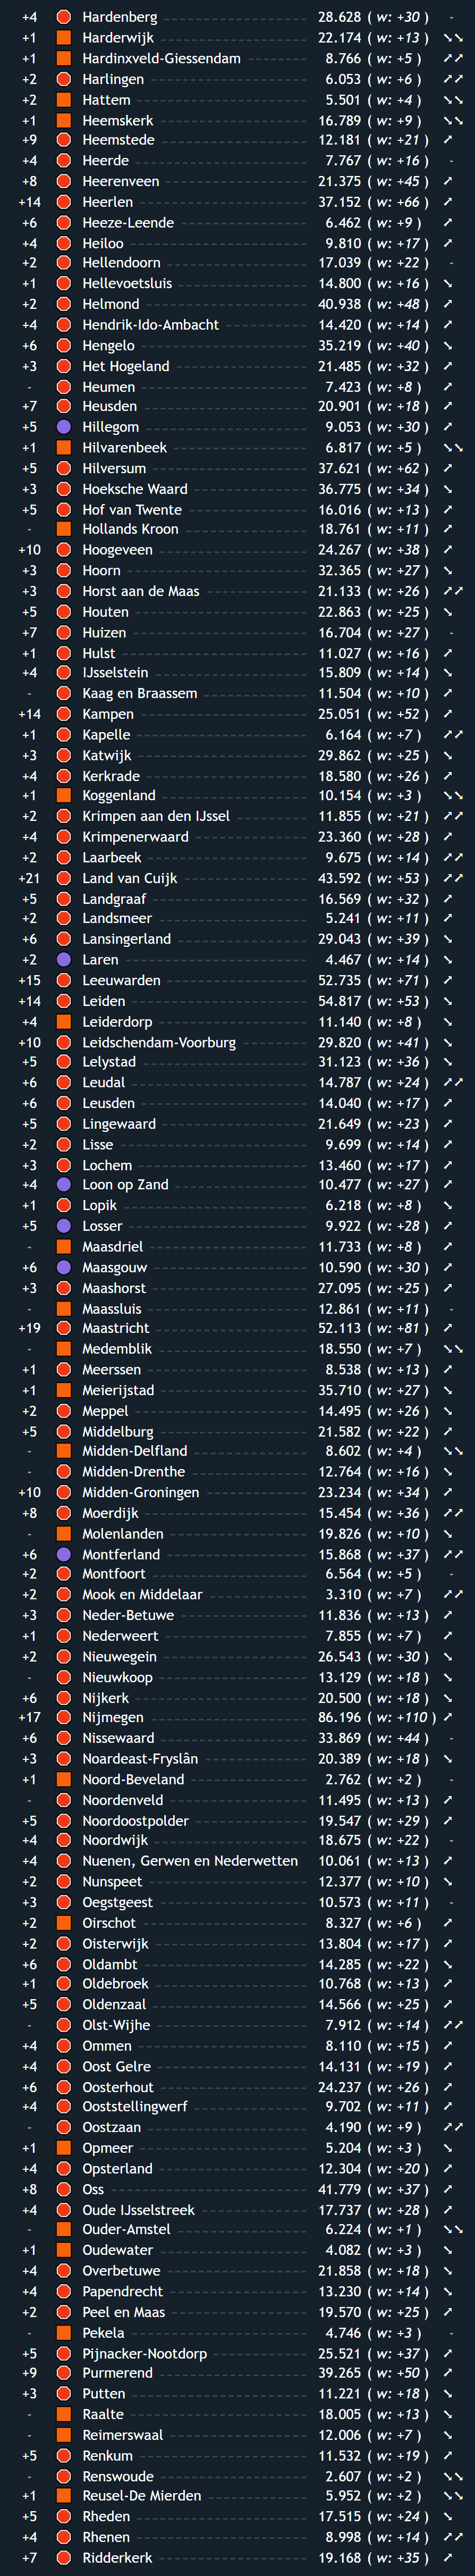 +4 Hardenberg 28.628 ( w: +30 ) -
+1 Harderwijk 22.174 ( w: +13 ) ➘➘
+1 Hardinxveld-Giessendam 8.766 ( w: +5 ) ➚➚
+2 Harlingen 6.053 ( w: +6 ) ➚➚
+2 Hattem 5.501 ( w: +4 ) ➘➘
+1 Heemskerk 16.789 ( w: +9 ) ➘➘
+9 Heemstede 12.181 ( w: +21 ) ➚
+4 Heerde 7.767 ( w: +16 ) -
+8 Heerenveen 21.375 ( w: +45 ) ➚
+14 Heerlen 37.152 ( w: +66 ) ➚
+6 Heeze-Leende 6.462 ( w: +9 ) ➚
+4 Heiloo 9.810 ( w: +17 ) ➚
+2 Hellendoorn 17.039 ( w: +22 ) -
+1 Hellevoetsluis 14.800 ( w: +16 ) ➘
+2 Helmond 40.938 ( w: +48 ) ➚
+4 Hendrik-Ido-Ambacht 14.420 ( w: +14 ) ➚
+6 Hengelo 35.219 ( w: +40 ) ➘
+3 Het Hogeland 21.485 ( w: +32 ) ➚
- Heumen 7.423 ( w: +8 ) ➚
+7 Heusden 20.901 ( w: +18 ) ➚
+5 Hillegom 9.053 ( w: +30 ) ➚
+1 Hilvarenbeek 6.817 ( w: +5 ) ➘➘
+5 Hilversum 37.621 ( w: +62 ) ➚
+3 Hoeksche Waard 36.775 ( w: +34 ) ➘
+5 Hof van Twente 16.016 ( w: +13 ) ➚
- Hollands Kroon 18.761 ( w: +11 ) ➚
+10 Hoogeveen 24.267 ( w: +38 ) ➚
+3 Hoorn 32.365 ( w: +27 ) ➘
+3 Horst aan de Maas 21.133 ( w: +26 ) ➚➚
+5 Houten 22.863 ( w: +25 ) ➘
+7 Huizen 16.704 ( w: +27 ) -
+1 Hulst 11.027 ( w: +16 ) ➚
+4 IJsselstein 15.809 ( w: +14 ) ➘
- Kaag en Braassem 11.504 ( w: +10 ) ➚
+14 Kampen 25.051 ( w: +52 ) ➚
+1 Kapelle 6.164 ( w: +7 ) ➚➚
+3 Katwijk 29.862 ( w: +25 ) ➘
+4 Kerkrade 18.580 ( w: +26 ) ➚
+1 Koggenland 10.154 ( w: +3 ) ➘➘
+2 Krimpen aan den IJssel 11.855 ( w: +21 ) ➚➚
+4 Krimpenerwaard 23.360 ( w: +28 ) ➚
+2 Laarbeek 9.675 ( w: +14 ) ➚➚
+21 Land van Cuijk 43.592 ( w: +53 ) ➚➚
+5 Landgraaf 16.569 ( w: +32 ) ➚
+2 Landsmeer 5.241 ( w: +11 ) ➚
+6 Lansingerland 29.043 ( w: +39 ) ➘
+2 Laren 4.467 ( w: +14 ) ➘
+15 Leeuwarden 52.735 ( w: +71 ) ➚
+14 Leiden 54.817 ( w: +53 ) ➘
+4 Leiderdorp 11.140 ( w: +8 ) ➘
+10 Leidschendam-Voorburg 29.820 ( w: +41 ) ➘
+5 Lelystad 31.123 ( w: +36 ) ➘
+6 Leudal 14.787 ( w: +24 ) ➚➚
+6 Leusden 14.040 ( w: +17 ) ➚
+5 Lingewaard 21.649 ( w: +23 ) ➚
+2 Lisse 9.699 ( w: +14 ) ➚
+3 Lochem 13.460 ( w: +17 ) ➚
+4 Loon op Zand 10.477 ( w: +27 ) ➚
+1 Lopik 6.218 ( w: +8 ) ➘
+5 Losser 9.922 ( w: +28 ) ➚
- Maasdriel 11.733 ( w: +8 ) ➚
+6 Maasgouw 10.590 ( w: +30 ) ➚
+3 Maashorst 27.095 ( w: +25 ) ➚
- Maassluis 12.861 ( w: +11 ) -
+19 Maastricht 52.113 ( w: +81 ) ➚
- Medemblik 18.550 ( w: +7 ) ➘➘
+1 Meerssen 8.538 ( w: +13 ) ➚
+1 Meierijstad 35.710 ( w: +27 ) ➘
+2 Meppel 14.495 ( w: +26 ) ➘
+5 Middelburg 21.582 ( w: +22 ) ➚
- Midden-Delfland 8.602 ( w: +4 ) ➘➘
- Midden-Drenthe 12.764 ( w: +16 ) ➘
+10 Midden-Groningen 23.234 ( w: +34 ) ➚
+8 Moerdijk 15.454 ( w: +36 ) ➚➚
- Molenlanden 19.826 ( w: +10 ) ➘
+6 Montferland 15.868 ( w: +37 ) ➚➚
+2 Montfoort 6.564 ( w: +5 ) -
+2 Mook en Middelaar 3.310 ( w: +7 ) ➚➚
+3 Neder-Betuwe 11.836 ( w: +13 ) ➚
+1 Nederweert 7.855 ( w: +7 ) ➚
+2 Nieuwegein 26.543 ( w: +30 ) ➘
- Nieuwkoop 13.129 ( w: +18 ) ➘
+6 Nijkerk 20.500 ( w: +18 ) ➘
+17 Nijmegen 86.196 ( w: +110 ) ➚
+6 Nissewaard 33.869 ( w: +44 ) -
+3 Noardeast-Fryslân 20.389 ( w: +18 ) ➘
+1 Noord-Beveland 2.762 ( w: +2 ) -
- Noordenveld 11.495 ( w: +13 ) ➚
+5 Noordoostpolder 19.547 ( w: +29 ) ➚
+4 Noordwijk 18.675 ( w: +22 ) -
+4 Nuenen, Gerwen en Nederwetten 10.061 ( w: +13 ) ➚
+2 Nunspeet 12.377 ( w: +10 ) ➘
+3 Oegstgeest 10.573 ( w: +11 ) -
+2 Oirschot 8.327 ( w: +6 ) ➚
+2 Oisterwijk 13.804 ( w: +17 ) ➚
+6 Oldambt 14.285 ( w: +22 ) ➘
+1 Oldebroek 10.768 ( w: +13 ) ➚
+5 Oldenzaal 14.566 ( w: +25 ) ➚
- Olst-Wijhe 7.912 ( w: +14 ) ➚➚
+4 Ommen 8.110 ( w: +15 ) ➚
+4 Oost Gelre 14.131 ( w: +19 ) ➚
+6 Oosterhout 24.237 ( w: +26 ) ➚
+4 Ooststellingwerf 9.702 ( w: +11 ) ➚
- Oostzaan 4.190 ( w: +9 ) ➚➚
+1 Opmeer 5.204 ( w: +3 ) ➘
+4 Opsterland 12.304 ( w: +20 ) ➚
+8 Oss 41.779 ( w: +37 ) ➚
+4 Oude IJsselstreek 17.737 ( w: +28 ) ➚
- Ouder-Amstel 6.224 ( w: +1 ) ➘➘
+1 Oudewater 4.082 ( w: +3 ) ➘
+4 Overbetuwe 21.858 ( w: +18 ) ➘
+4 Papendrecht 13.230 ( w: +14 ) ➘
+2 Peel en Maas 19.570 ( w: +25 ) ➚
- Pekela 4.746 ( w: +3 ) -
+5 Pijnacker-Nootdorp 25.521 ( w: +37 ) ➚
+9 Purmerend 39.265 ( w: +50 ) ➚
+3 Putten 11.221 ( w: +18 ) ➘
- Raalte 18.005 ( w: +13 ) ➘
- Reimerswaal 12.006 ( w: +7 ) ➘
+5 Renkum 11.532 ( w: +19 ) ➚
- Renswoude 2.607 ( w: +2 ) ➘➘
+1 Reusel-De Mierden 5.952 ( w: +2 ) ➘➘
+5 Rheden 17.515 ( w: +24 ) ➘
+4 Rhenen 8.998 ( w: +14 ) ➚➚
+7 Ridderkerk 19.168 ( w: +35 ) ➚